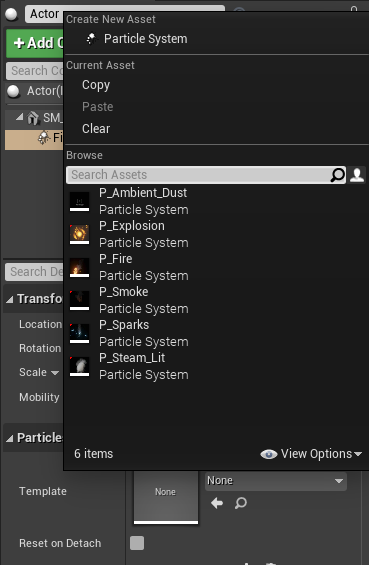 Actor
Create New Asset
Particle System
+ Add C
Current Asset
Search Co
Copy
Actor(I
Paste
SM_
Clear
Fi
Browse
Search Assets
P_Ambient_Dust
Particle System
P_Explosion
Particle System
P_Fire
Particle System
Search De
P_Smoke
Particle System
Transfo
Location
P_Sparks
Particle System
Rotation
P_Steam_Lit
Scale
Particle System
Mobility
Particles
6 items
View Options
Template
None
None
Reset on Detach